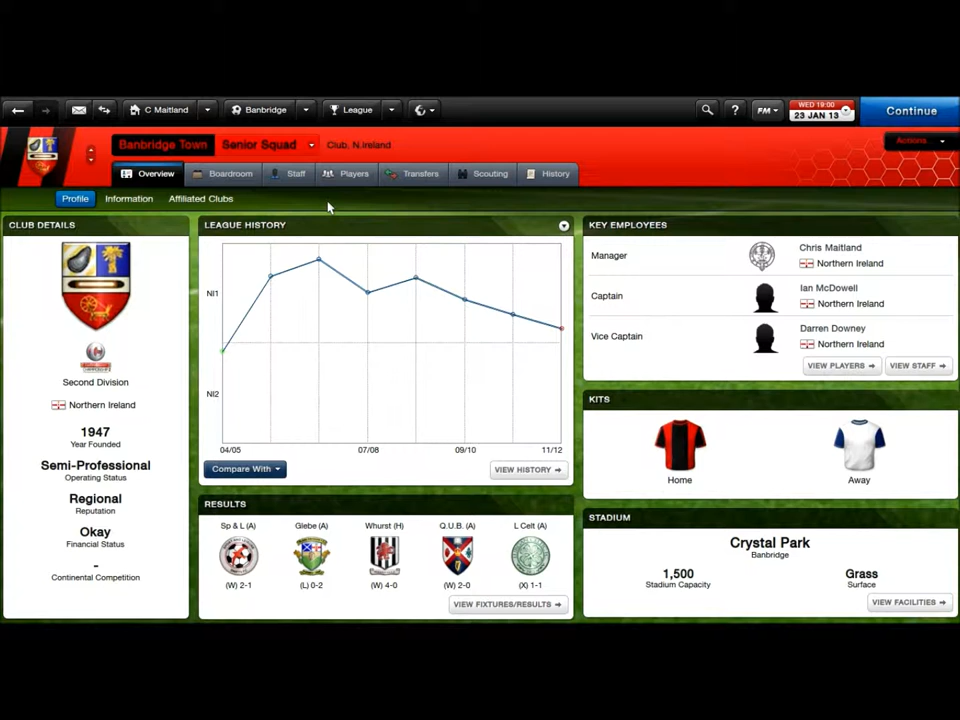 C Maitland
Banbridge
League
FM
WED 19:00
23 JAN 13
Continue
Banbridge Town
Senior Squad
Club, N.Ireland
Actions
Overview
Boardroom
Staff
Players
Transfers
Scouting
History
Profile
Information
Affiliated Clubs
CLUB DETAILS
Second Division
Northern Ireland
1947
Year Founded
Semi-Professional
Operating Status
Regional
Reputation
Okay
Financial Status
-
Continental Competition
LEAGUE HISTORY
NI1
NI2
04/05
07/08
09/10
11/12
Compare With
VIEW HISTORY
RESULTS
Sp & L (A)
Glebe (A)
Whurst (H)
Q.U.B. (A)
L Celt (A)
(W) 2-1
(L) 0-2
(W) 4-0
(W) 2-0
(X) 1-1
VIEW FIXTURES/RESULTS
KEY EMPLOYEES
Manager
Chris Maitland
Northern Ireland
Captain
Ian McDowell
Northern Ireland
Vice Captain
Darren Downey
Northern Ireland
VIEW PLAYERS
VIEW STAFF
KITS
Home
Away
STADIUM
Crystal Park
Banbridge
1,500
Stadium Capacity
Grass
Surface
VIEW FACILITIES